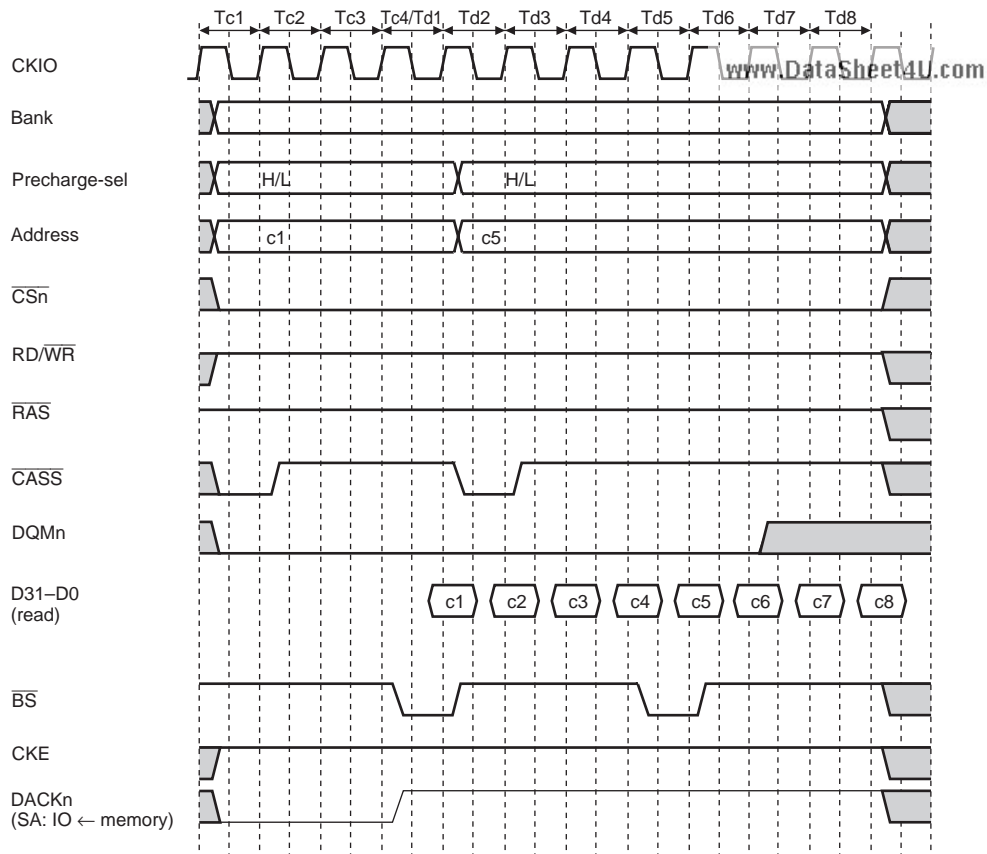 Tc1 Tc2 Tc3 Tc4/Td1 Td2 Td3 Td4 Td5 Td6 Td7 Td8
CKIO
www.DataSheet4U.com
Bank
Precharge-sel H/L H/L
Address c1 c5
CSn
RD/WR
RAS
CASS
DQMn
D31–D0
(read)
c1 c2 c3 c4 c5 c6 c7 c8
BS
CKE
DACKn
(SA: IO ← memory)